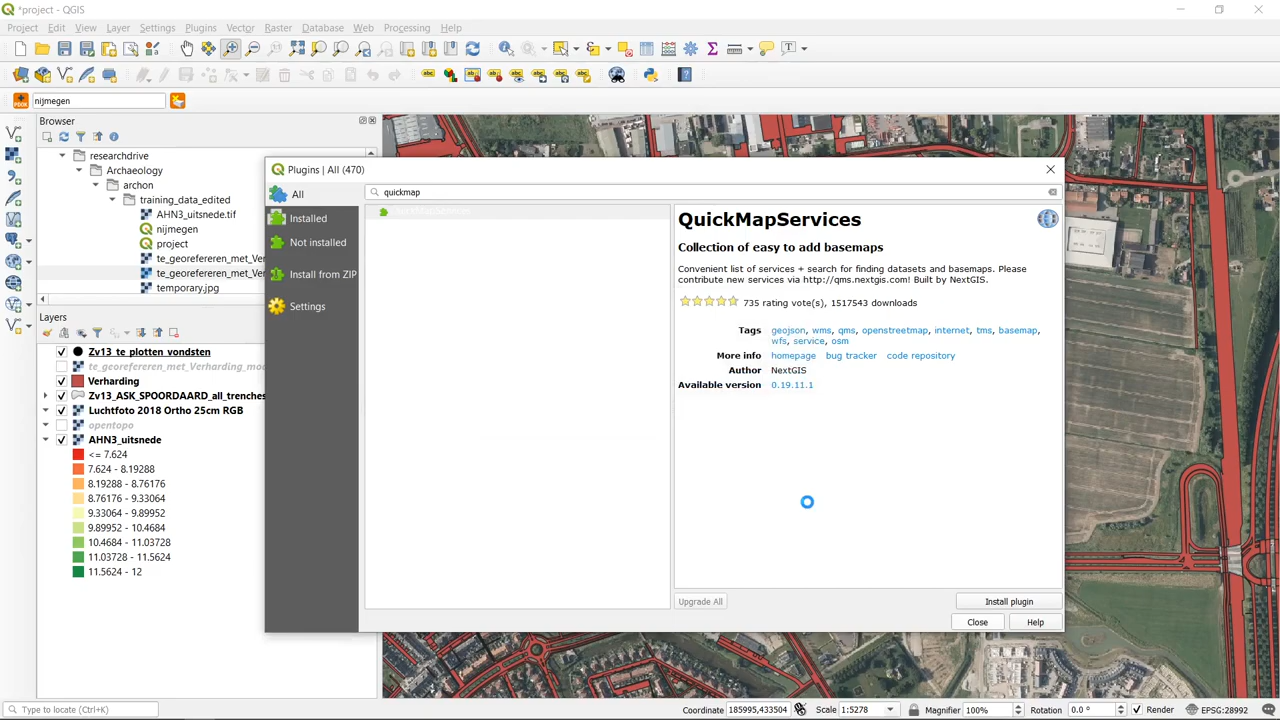 *project - QGIS
Project Edit View Layer Settings Plugins Vector Raster Database Web Processing Help
nijmegen
Browser
researchdrive
Archaeology
archon
training_data_edited
AHN3_uitsnede.tif
nijmegen
project
te_georefereren_met_Ve
te_georefereren_met_Ve
temporary.jpg
Layers
Zv13_te_plotten_vondsten
te_georefereren_met_Verharding_mod
Verharding
Zv13_ASK_SPOORDAARD_all_trenches
Luchtfoto 2018 Ortho 25cm RGB
opentopo
AHN3_uitsnede
<= 7.624
7.624 - 8.19288
8.19288 - 8.76176
8.76176 - 9.33064
9.33064 - 9.89952
9.89952 - 10.4684
10.4684 - 11.03728
11.03728 - 11.5624
11.5624 - 12
Plugins | All (470)
All
Installed
Not installed
Install from ZIP
Settings
quickmap
QuickMapServices
QuickMapServices
Collection of easy to add basemaps
Convenient list of services + search for finding datasets and basemaps. Please
contribute new services via http://qms.nextgis.com! Built by NextGIS.
735 rating vote(s), 1517543 downloads
Tags geojson, wms, qms, openstreetmap, internet, tms, basemap,
wfs, service, osm
More info homepage bug tracker code repository
Author NextGIS
Available version 0.19.11.1
Upgrade All
Install plugin
Close
Help
Type to locate (Ctrl+K)
Coordinate 185995,433504 Scale 1:5278 Magnifier 100% Rotation 0.0 ° Render EPSG:28992